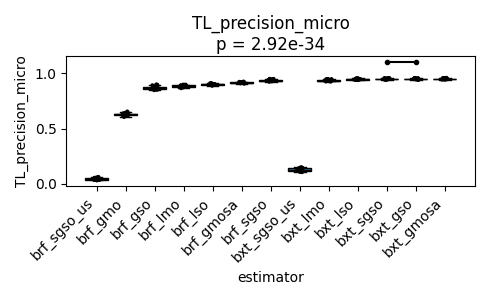 TL_precision_micro
p = 2.92e-34
TL_precision_micro
1.0
0.5
0.0
brf_sgso_us
brf_gmo
brf_gso
brf_lmo
brf_lso
brf_gmosa
brf_sgso
bxt_sgso_us
bxt_lmo
bxt_lso
bxt_sgso
bxt_gso
bxt_gmosa
estimator